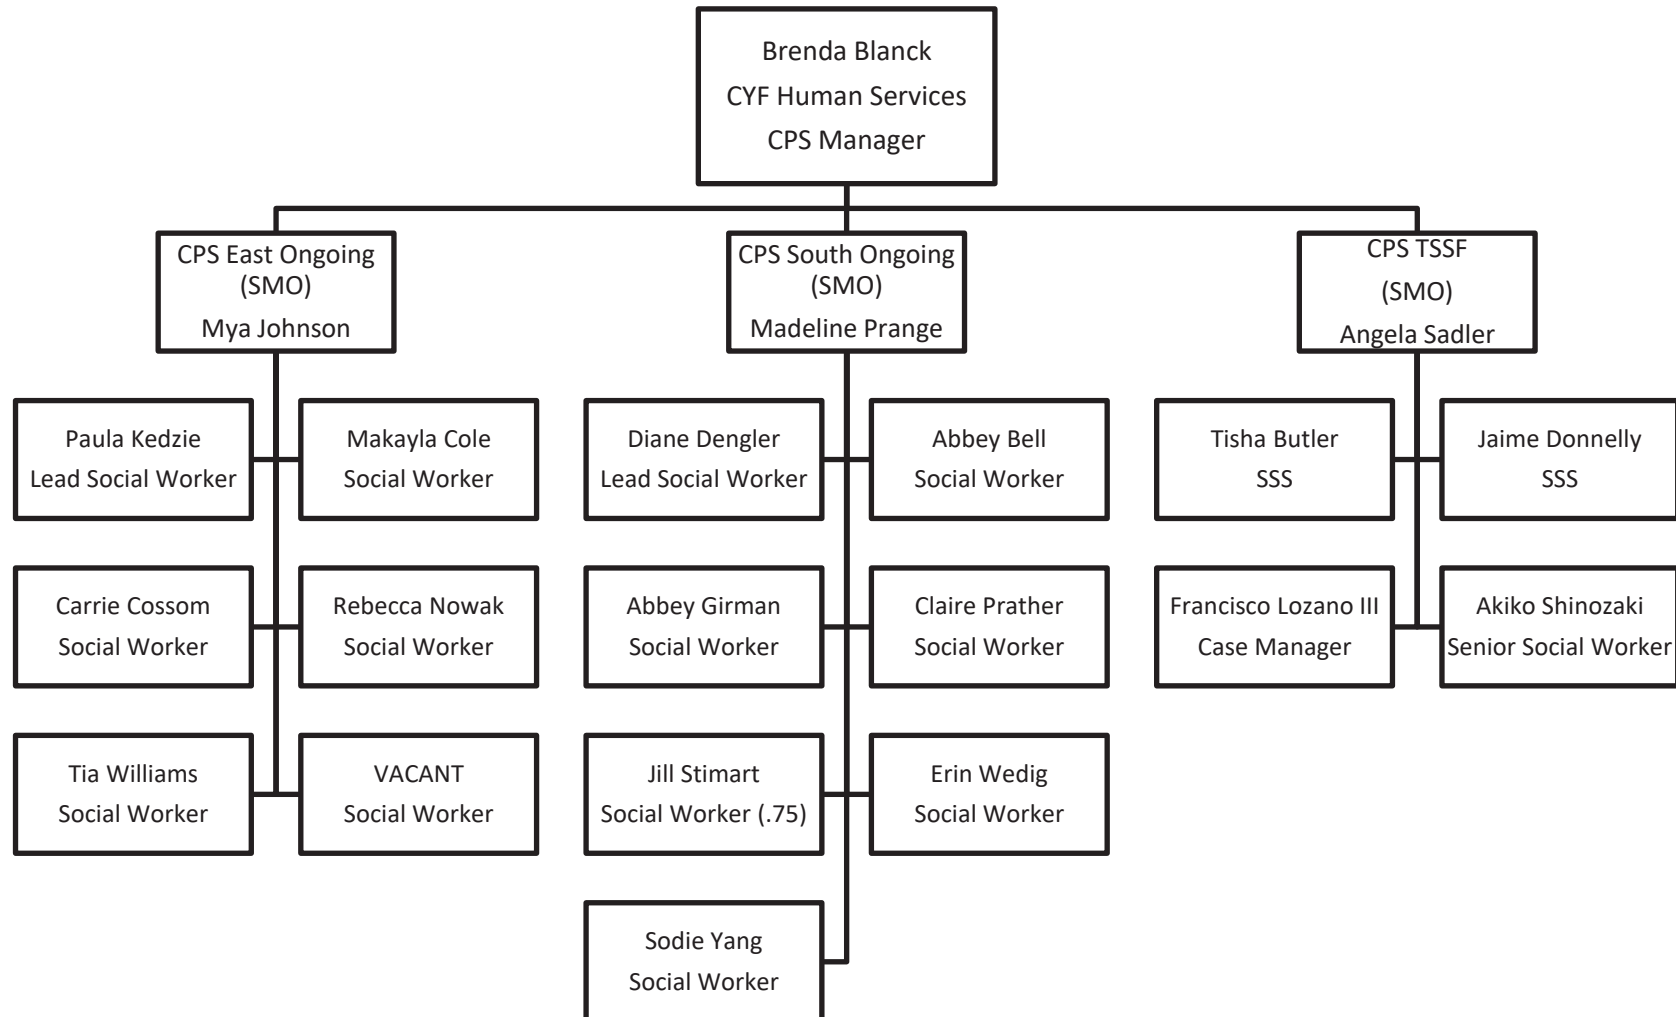 Brenda Blanck
CYF Human Services
CPS Manager
CPS East Ongoing
(SMO)
Mya Johnson
CPS South Ongoing
(SMO)
Madeline Prange
CPS TSSF
(SMO)
Angela Sadler
Paula Kedzie
Lead Social Worker
Makayla Cole
Social Worker
Diane Dengler
Lead Social Worker
Abbey Bell
Social Worker
Tisha Butler
SSS
Jaime Donnelly
SSS
Carrie Cossom
Social Worker
Rebecca Nowak
Social Worker
Abbey Girman
Social Worker
Claire Prather
Social Worker
Francisco Lozano III
Case Manager
Akiko Shinozaki
Senior Social Worker
Tia Williams
Social Worker
VACANT
Social Worker
Jill Stimart
Social Worker (.75)
Erin Wedig
Social Worker
Sodie Yang
Social Worker